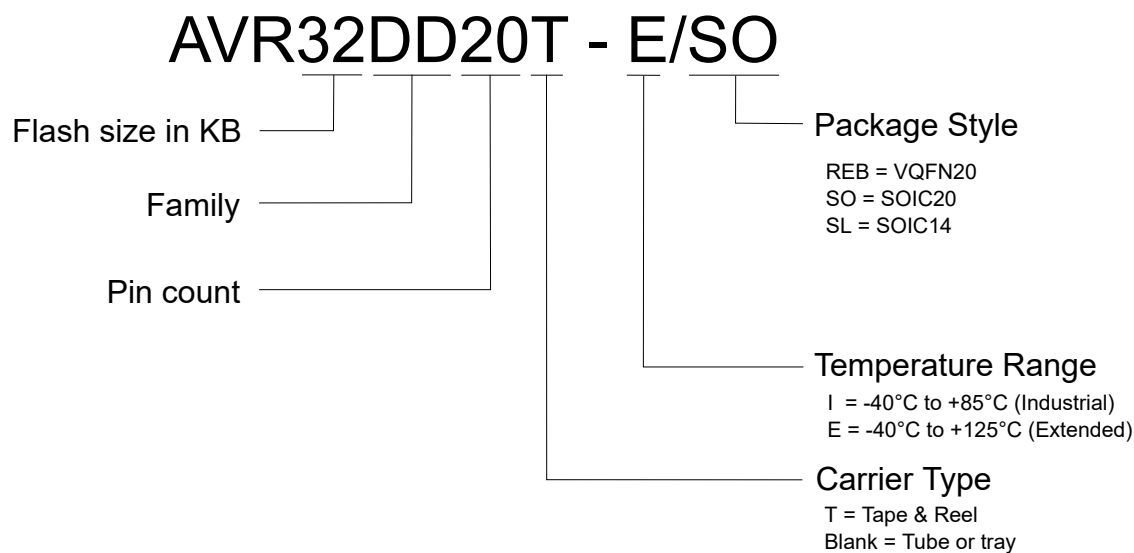 AVR32DD20T - E/SO
Flash size in KB
Family
Pin count
Package Style
REB = VQFN20
SO = SOIC20
SL = SOIC14
Temperature Range
I = -40°C to +85°C (Industrial)
E = -40°C to +125°C (Extended)
Carrier Type
T = Tape & Reel
Blank = Tube or tray